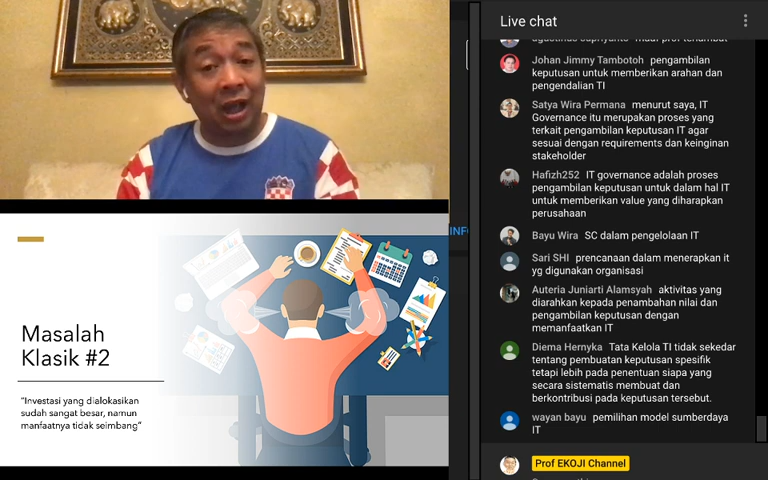 Live chat
Johan Jimmy Tambotoh pengambilan
keputusan untuk memberikan arahan dan
pengendalian TI
Satya Wira Permana menurut saya, IT
Governance itu merupakan proses yang
terkait pengambilan keputusan IT agar
sesuai dengan requirements dan keinginan
stakeholder
Hafizh252 IT governance adalah proses
pengambilan keputusan untuk dalam hal IT
untuk memberikan value yang diharapkan
perusahaan
Bayu Wira SC dalam pengelolaan IT
Sari SHI prencanaan dalam menerapkan it
yg digunakan organisasi
Auteria Juniarti Alamsyah aktivitas yang
diarahkan kepada penambahan nilai dan
pengambilan keputusan dengan
memanfaatkan IT
Diema Hernyka Tata Kelola TI tidak sekedar
tentang pembuatan keputusan spesifik
tetapi lebih pada penentuan siapa yang
secara sistematis membuat dan
berkontribusi pada keputusan tersebut.
wayan bayu pemilihan model sumberdaya
IT
Prof EKOJI Channel
Masalah
Klasik #2
"Investasi yang dialokasikan
sudah sangat besar, namun
manfaatnya tidak seimbang"